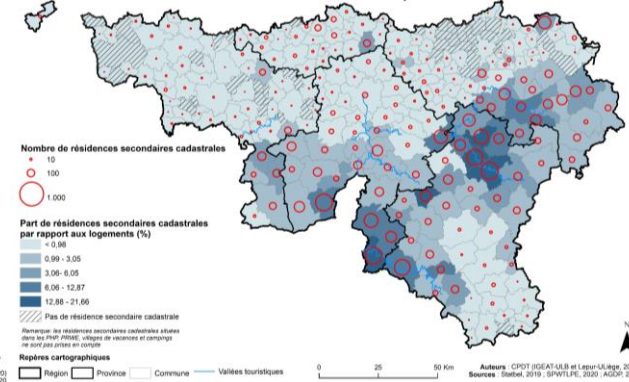 Nombre de résidences secondaires cadastrales
10
100
1.000
Part de résidences secondaires cadastrales
par rapport aux logements (%)
< 0,98
0,99 - 3,05
3,06- 6,05
6,06 - 12,87
12,88 - 21,66
Pas de résidence secondaire cadastrale
Remarque: les résidences secondaires cadastrales situées
dans les PHP, PRME, villages de vacances et campings
ne sont pas prises en compte
Repères cartographiques
Région Province Commune Vallées touristiques
0 25 50 Km
N
Auteurs : CPDT (IGEAT-ULB et Lepur-ULiège, 20
Sources : Statbel, 2019 ; SPWTLPE, 2020 ; AGDP, 2